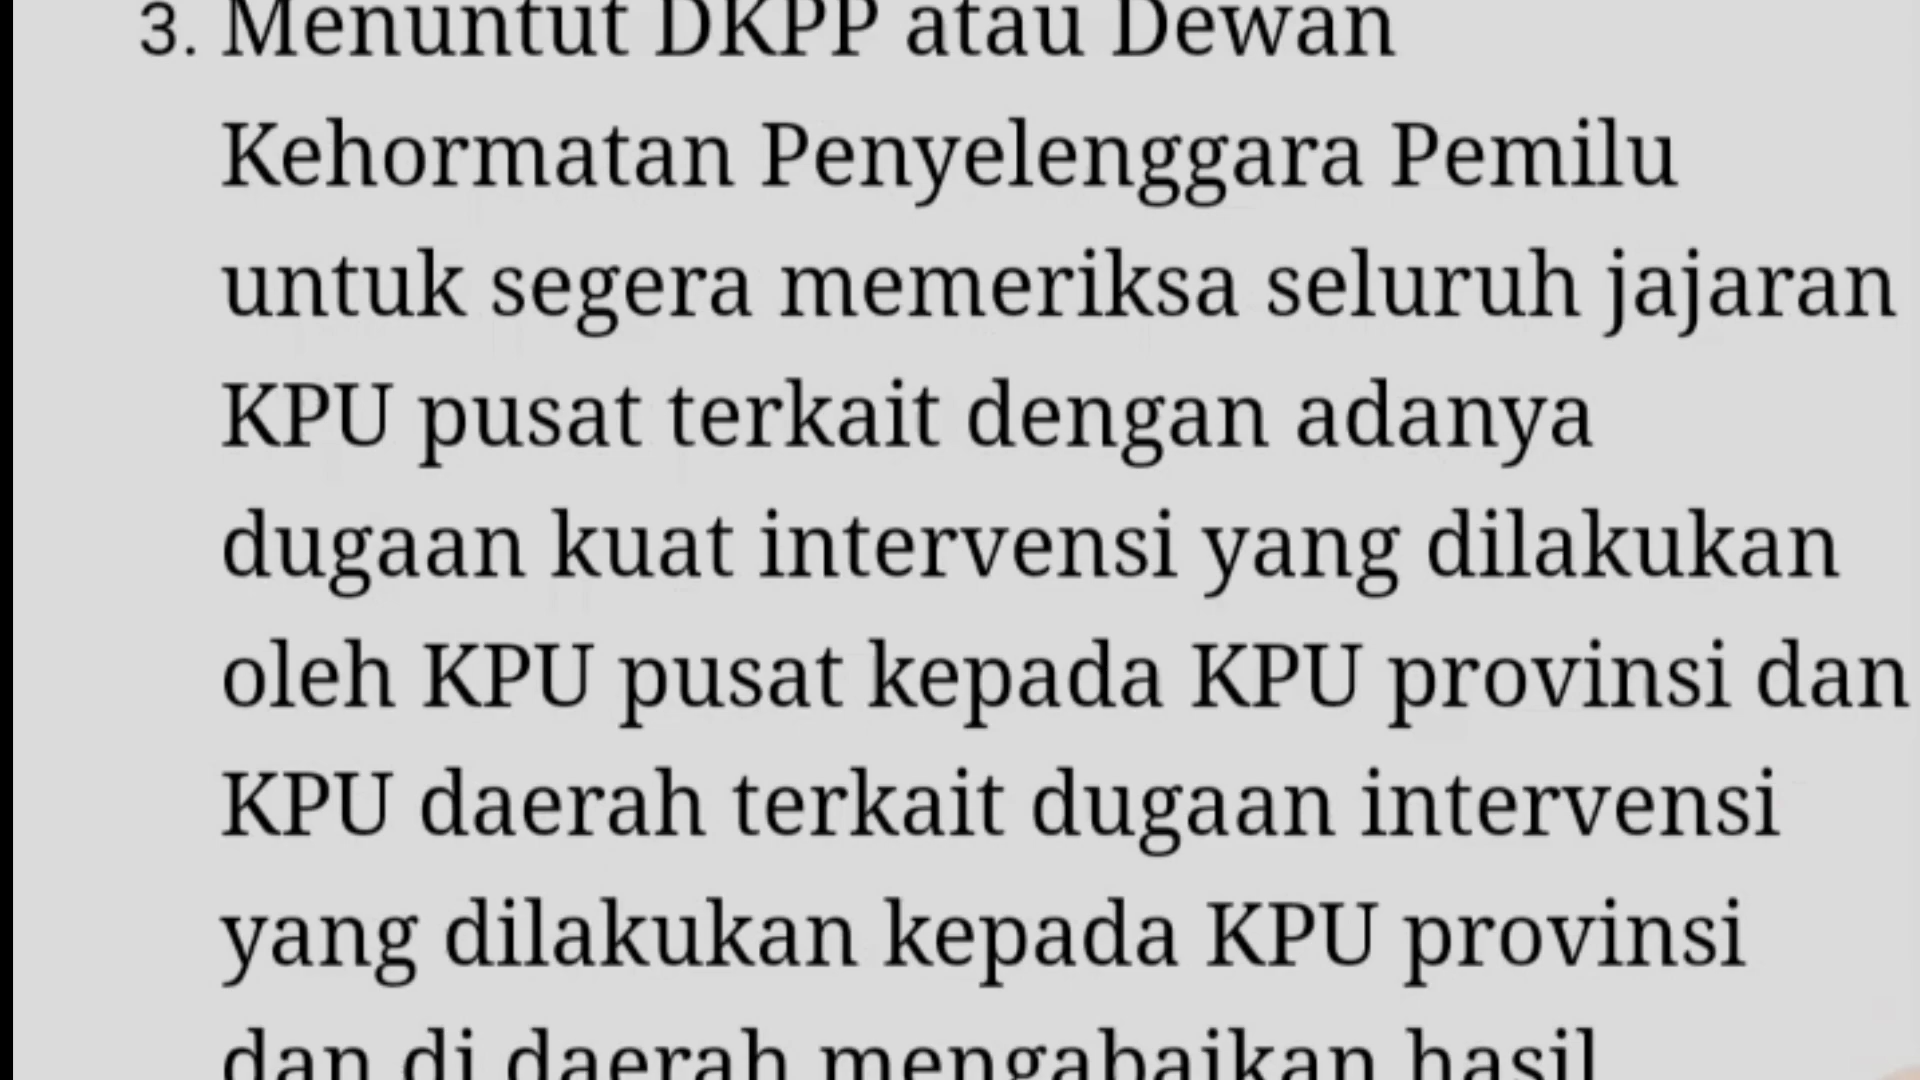 3. Menuntut DKPP atau Dewan
Kehormatan Penyelenggara Pemilu
untuk segera memeriksa seluruh jajaran
KPU pusat terkait dengan adanya
dugaan kuat intervensi yang dilakukan
oleh KPU pusat kepada KPU provinsi dan
KPU daerah terkait dugaan intervensi
yang dilakukan kepada KPU provinsi
dan di daerah mengabaikan hasil